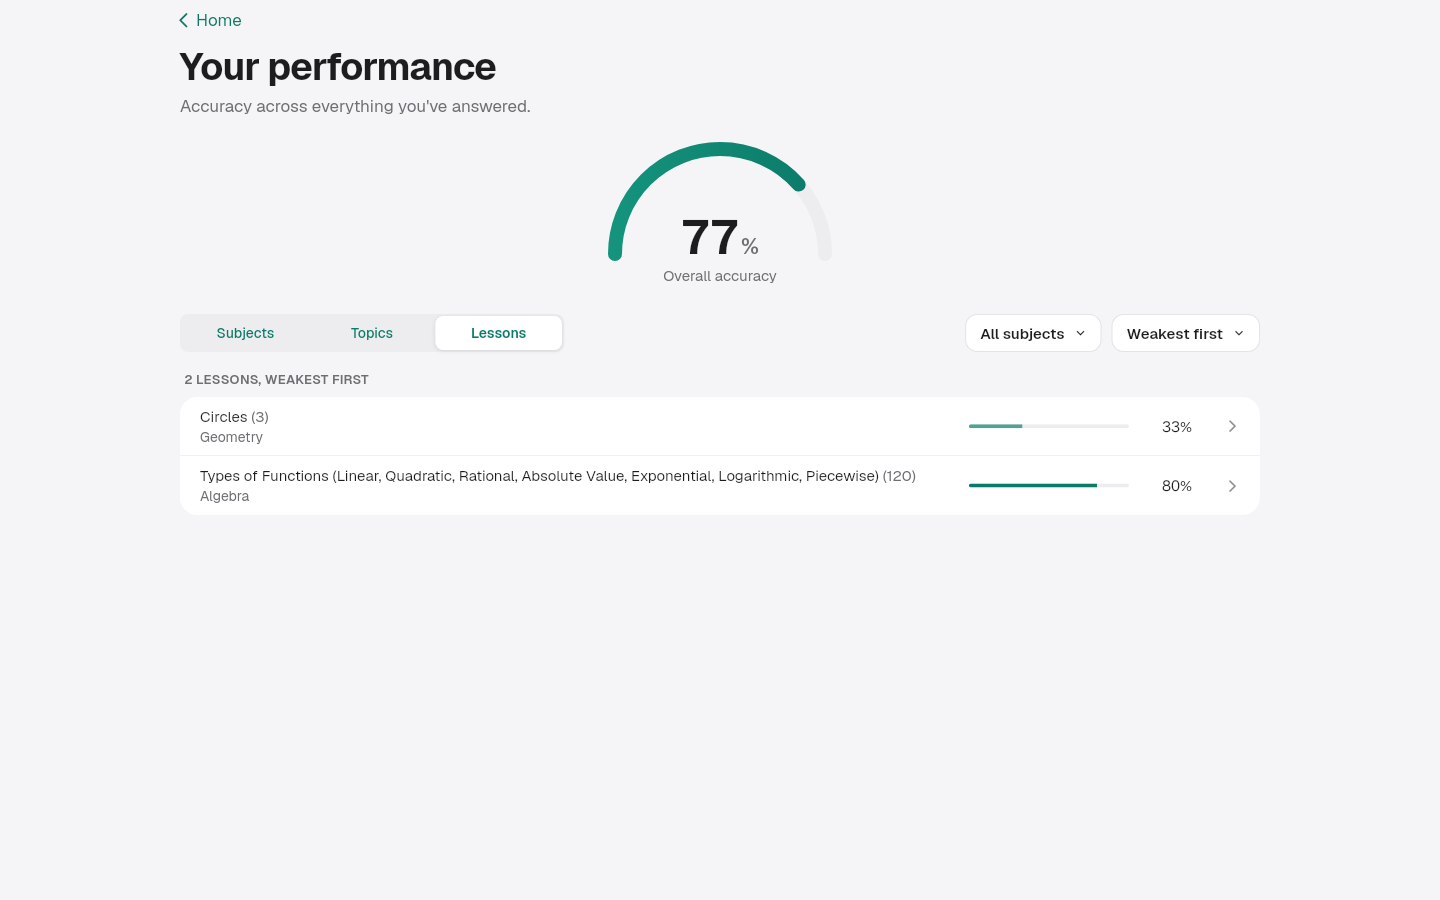 Home
Your performance
Accuracy across everything you've answered.
77%
Overall accuracy
Subjects Topics Lessons All subjects Weakest first
2 LESSONS, WEAKEST FIRST
Circles (3)
Geometry
33%
Types of Functions (Linear, Quadratic, Rational, Absolute Value, Exponential, Logarithmic, Piecewise) (120)
Algebra
80%